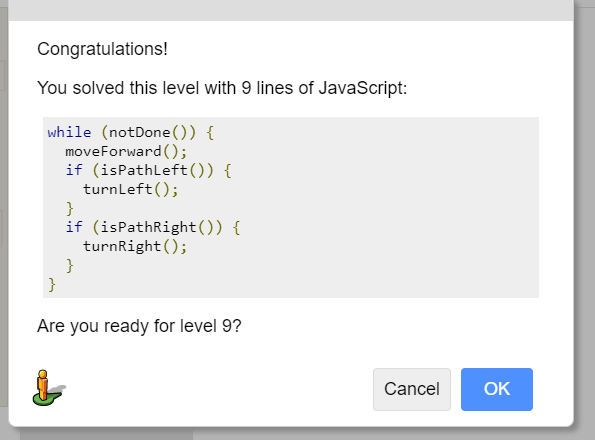 Congratulations!
You solved this level with 9 lines of JavaScript:
while (notDone()) {
  moveForward();
  if (isPathLeft()) {
    turnLeft();
  }
  if (isPathRight()) {
    turnRight();
  }
}
Are you ready for level 9?
Cancel OK